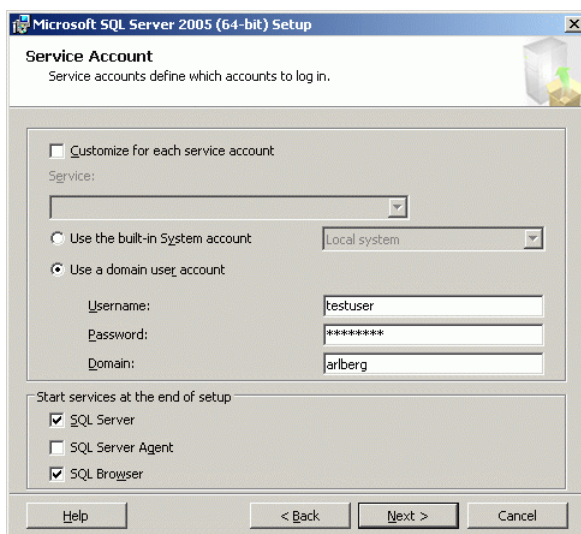 Microsoft SQL Server 2005 (64-bit) Setup
Service Account
Service accounts define which accounts to log in.
Customize for each service account
Service:
Use the built-in System account Local system
Use a domain user account
Username: testuser
Password: ********
Domain: arlberg
Start services at the end of setup
SQL Server
SQL Server Agent
SQL Browser
Help < Back Next > Cancel